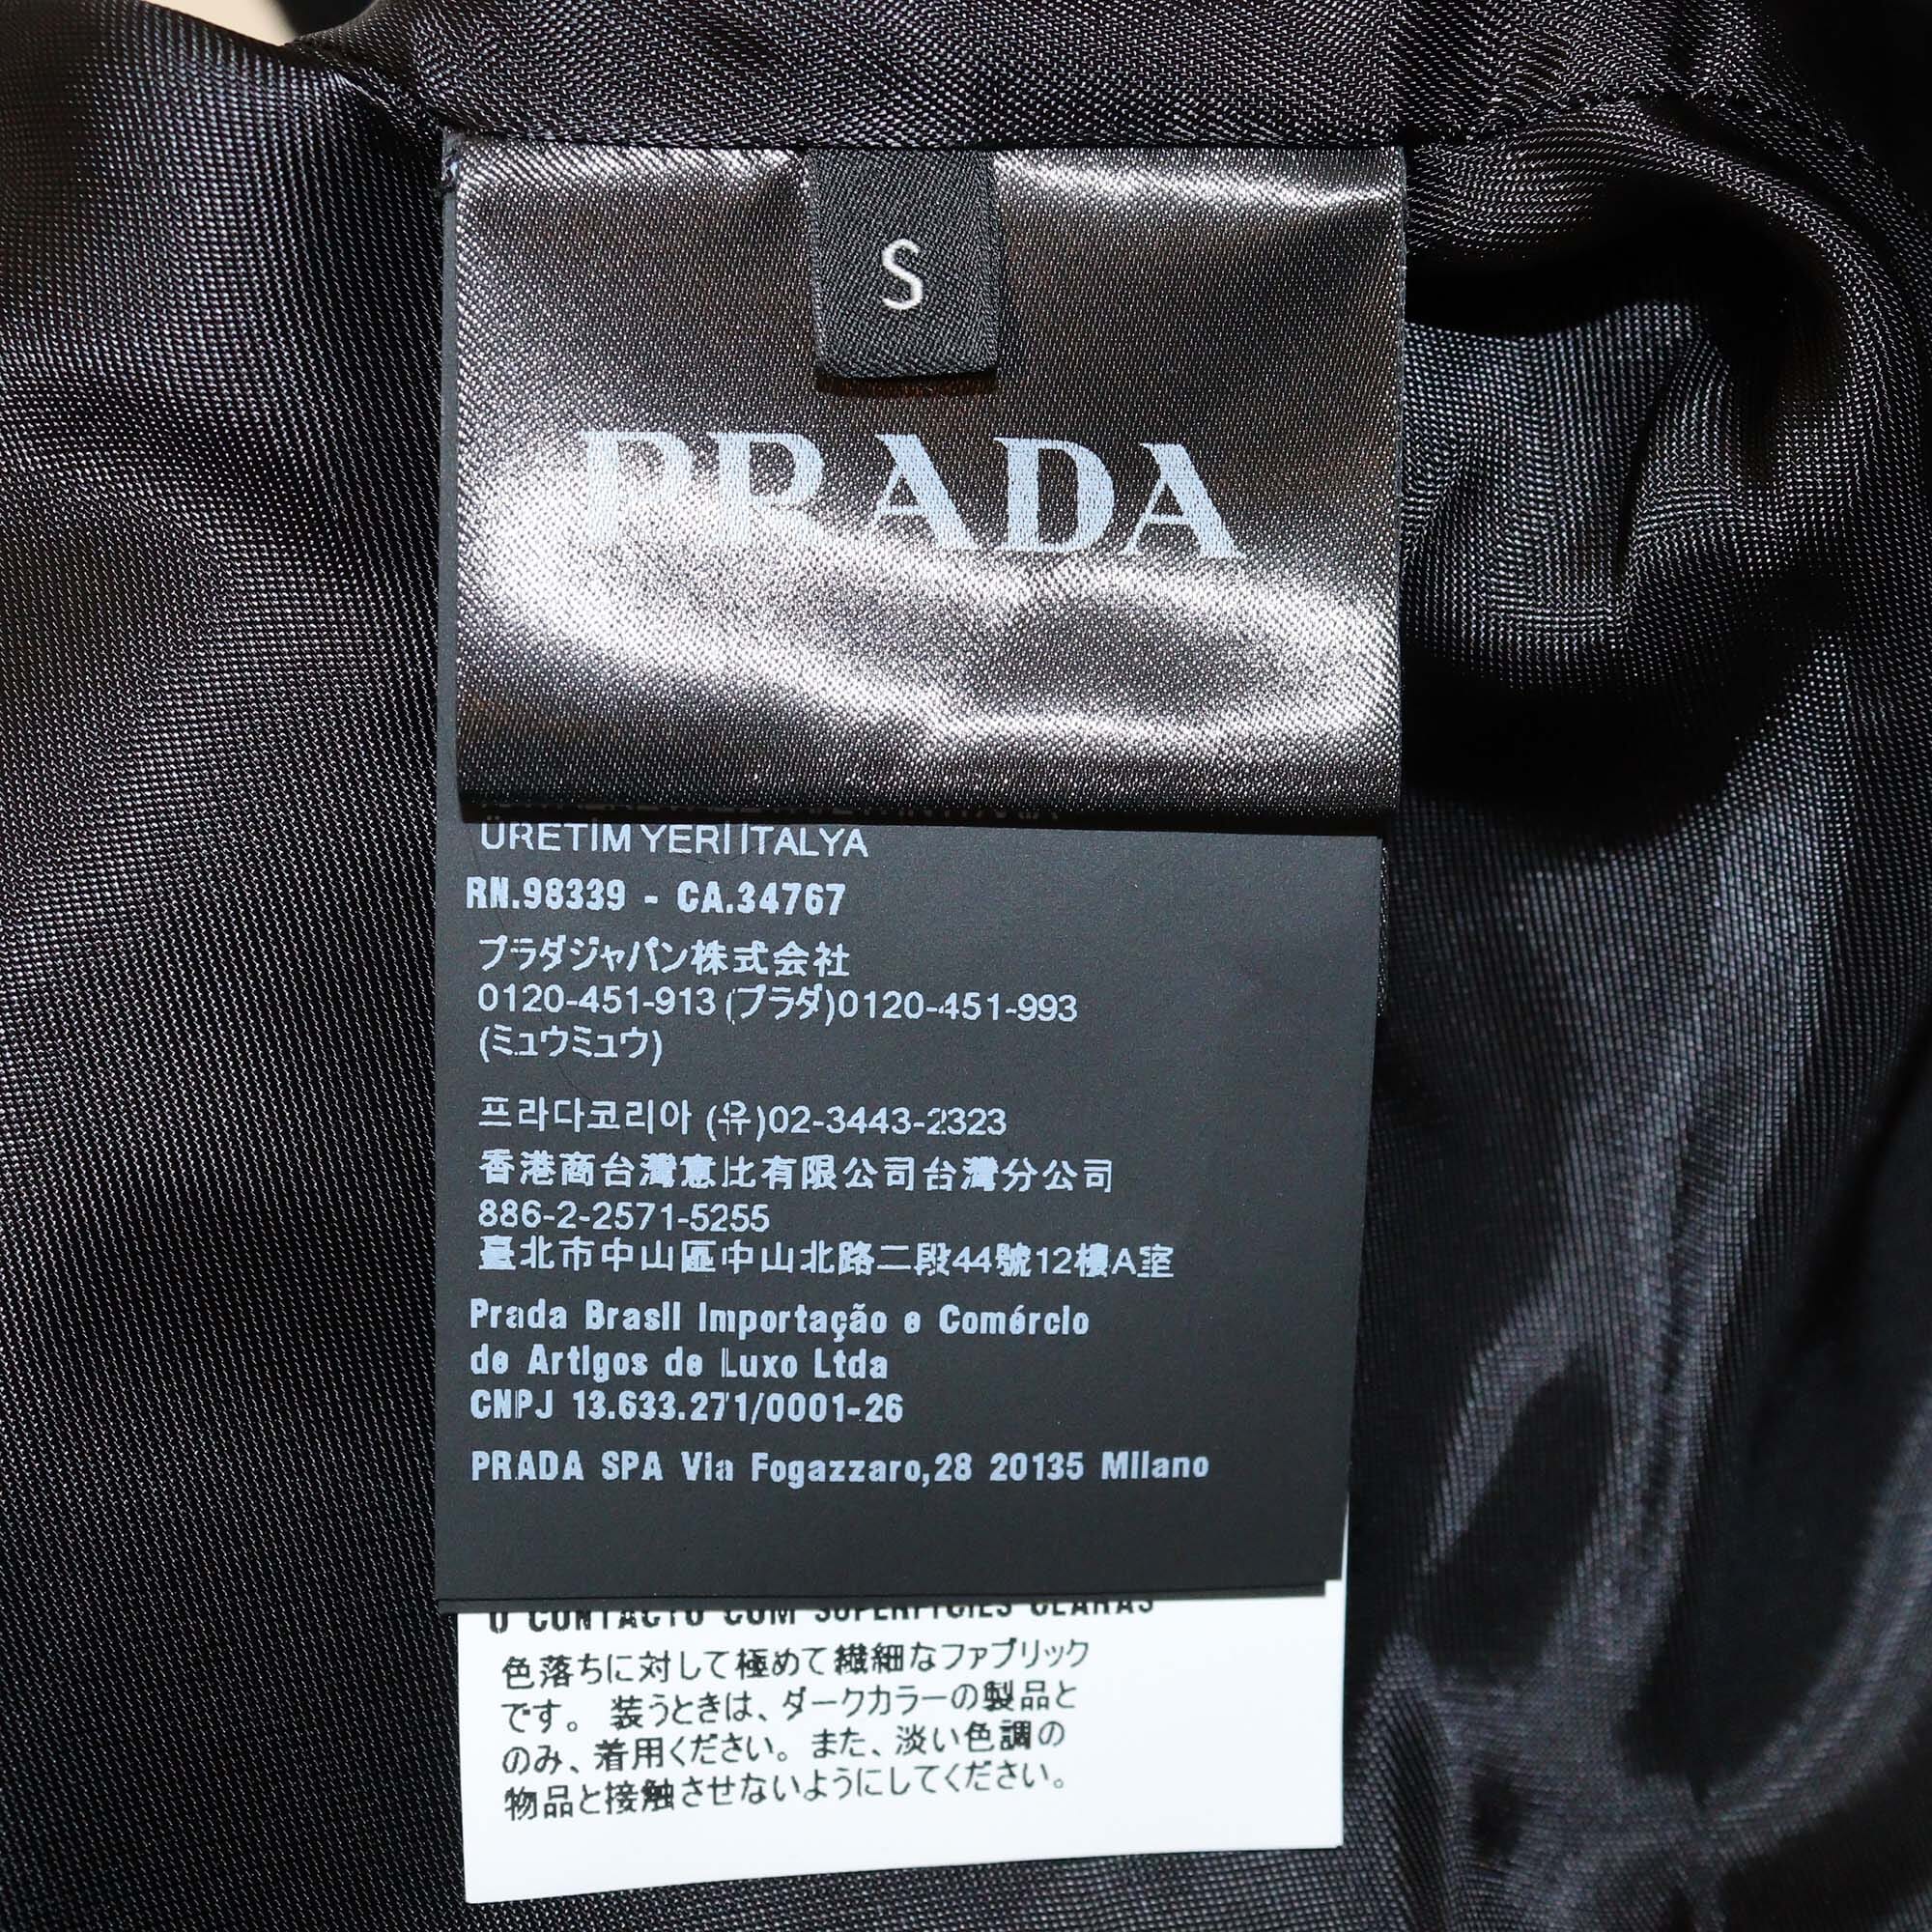 S
PRADA
ÜRETİM YERİ İTALYA
RN.98339 - CA.34767
プラダジャパン株式会社
0120-451-913 (プラダ)0120-451-993
(ミュウミュウ)
프라다코리아 (유)02-3443-2323
香港商台灣意比有限公司台灣分公司
886-2-2571-5255
臺北市中山區中山北路二段44號12樓A室
Prada Brasil Importação e Comércio
de Artigos de Luxo Ltda
CNPJ 13.633.271/0001-26
PRADA SPA Via Fogazzaro,28 20135 Milano
O CONTACTO COM SUPERFICIES CLARAS
色落ちに対して極めて繊細なファブリック
です。 装うときは、ダークカラーの製品と
のみ、着用ください。また、淡い色調の
物品と接触させないようにしてください。